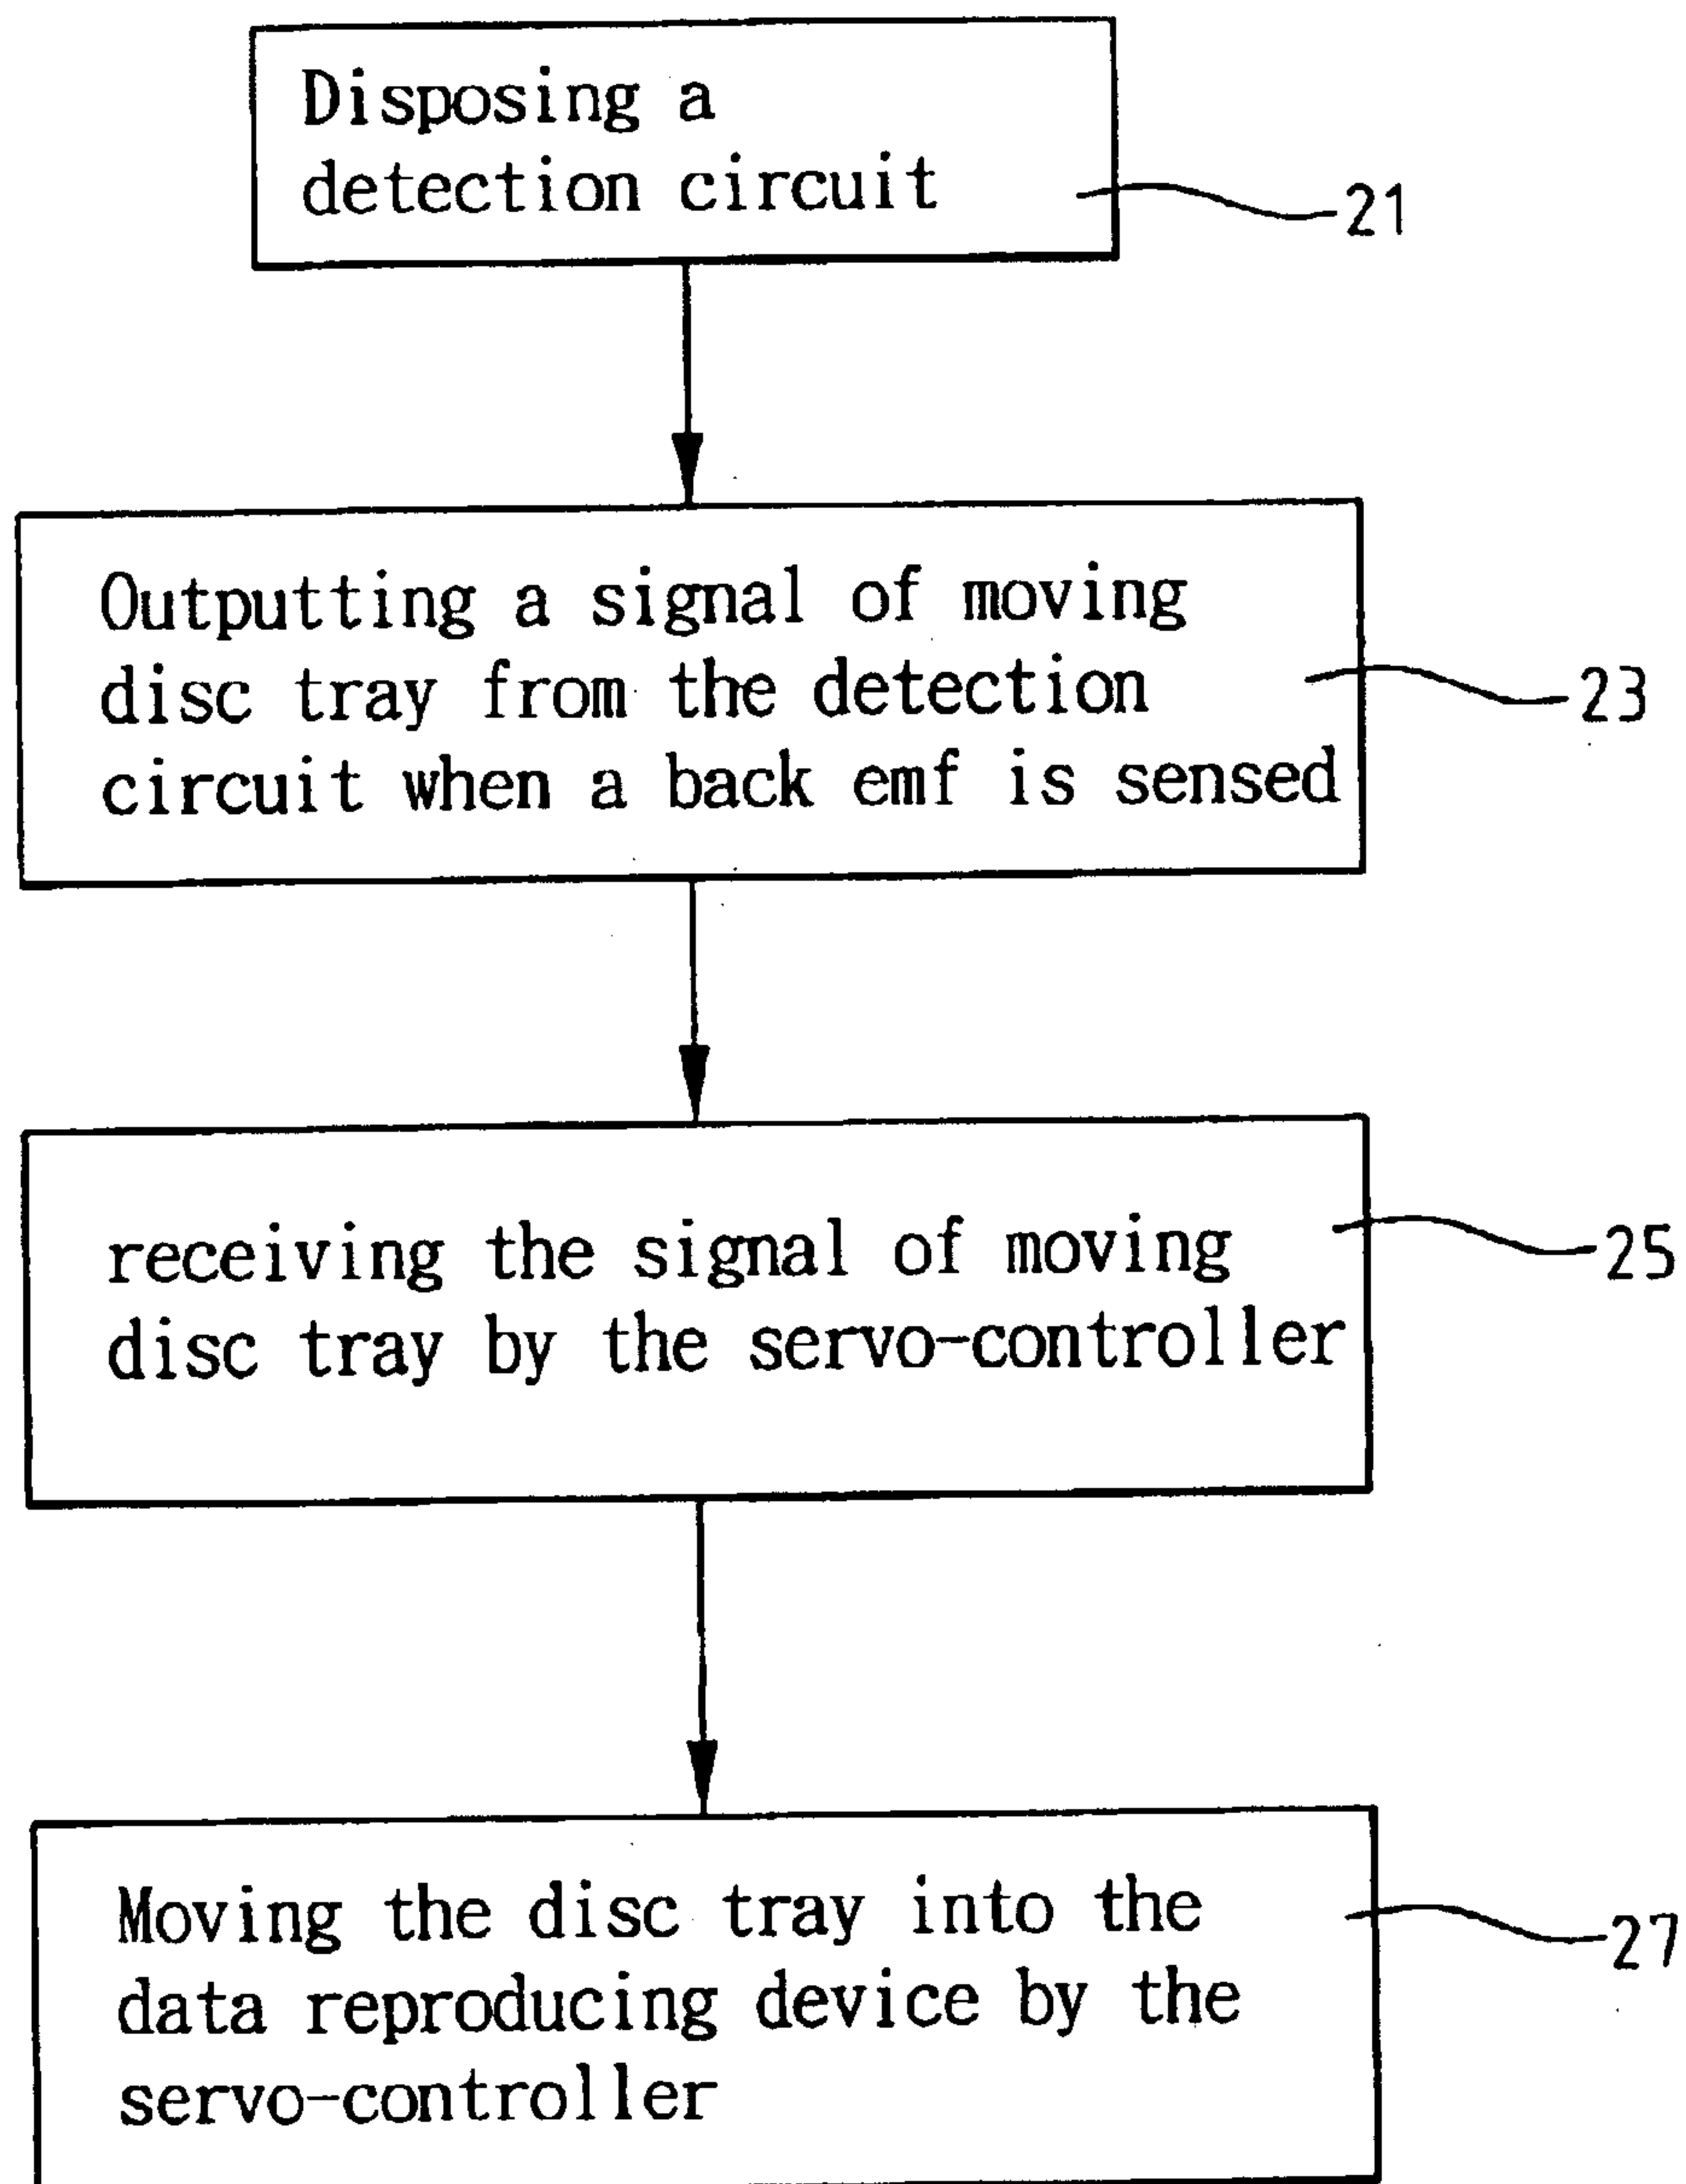 Disposing a
detection circuit
21
Outputting a signal of moving
disc tray from the detection
circuit when a back emf is sensed
23
receiving the signal of moving
disc tray by the servo-controller
25
Moving the disc tray into the
data reproducing device by the
servo-controller
27